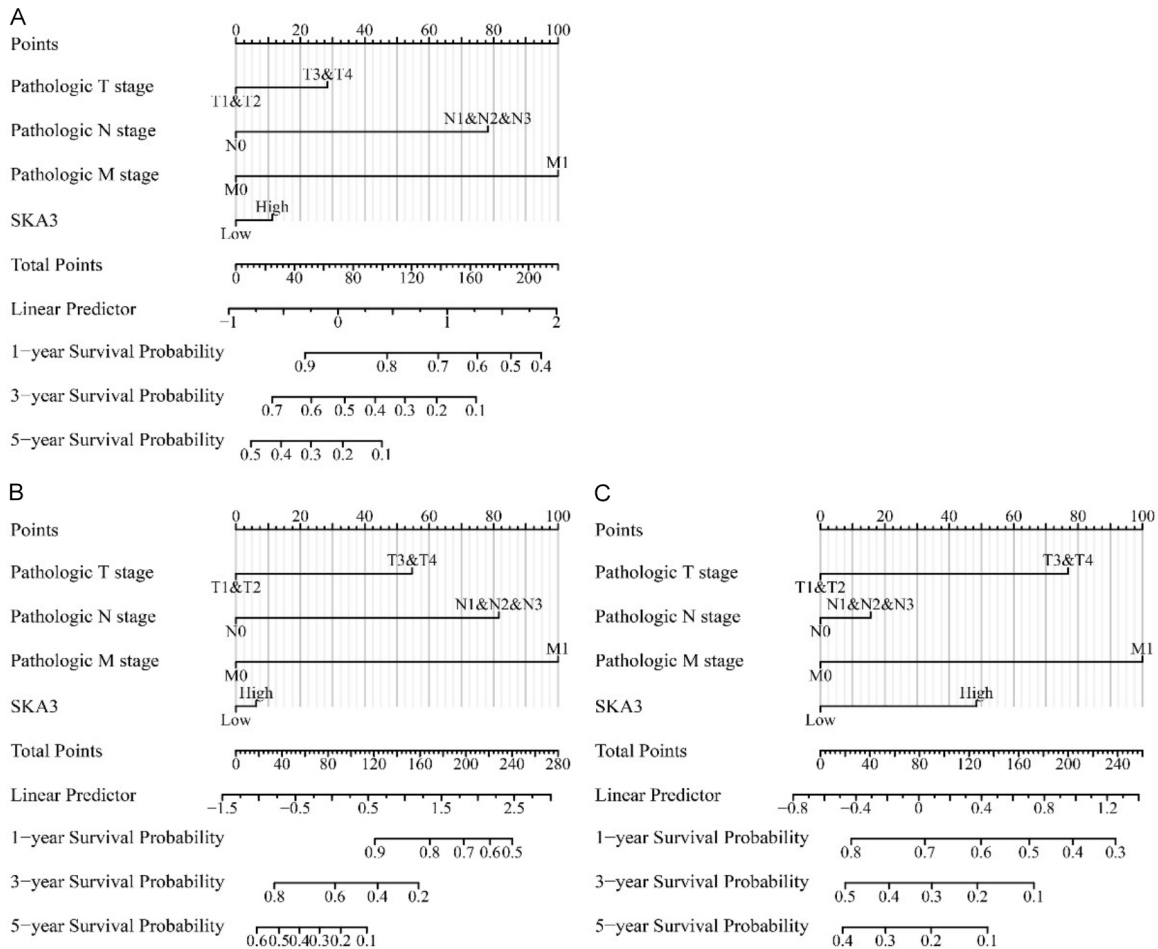 A
Points
0 20 40 60 80 100
Pathologic T stage
T3&T4
T1&T2
Pathologic N stage
N1&N2&N3
N0
Pathologic M stage
M1
M0
SKA3
High
Low
Total Points
0 40 80 120 160 200
Linear Predictor
−1 0 1 2
1−year Survival Probability
0.9 0.8 0.7 0.6 0.5 0.4
3−year Survival Probability
0.7 0.6 0.5 0.4 0.3 0.2 0.1
5−year Survival Probability
0.5 0.4 0.3 0.2 0.1
B
Points
0 20 40 60 80 100
Pathologic T stage
T3&T4
T1&T2
Pathologic N stage
N1&N2&N3
N0
Pathologic M stage
M1
M0
SKA3
High
Low
Total Points
0 40 80 120 160 200 240 280
Linear Predictor
−1.5 −0.5 0.5 1.5 2.5
1−year Survival Probability
0.9 0.8 0.7 0.6 0.5
3−year Survival Probability
0.8 0.6 0.4 0.2
5−year Survival Probability
0.6 0.5 0.4 0.3 0.2 0.1
C
Points
0 20 40 60 80 100
Pathologic T stage
T3&T4
T1&T2
Pathologic N stage
N1&N2&N3
N0
Pathologic M stage
M1
M0
SKA3
High
Low
Total Points
0 40 80 120 160 200 240
Linear Predictor
−0.8 −0.4 0 0.4 0.8 1.2
1−year Survival Probability
0.8 0.7 0.6 0.5 0.4 0.3
3−year Survival Probability
0.5 0.4 0.3 0.2 0.1
5−year Survival Probability
0.4 0.3 0.2 0.1